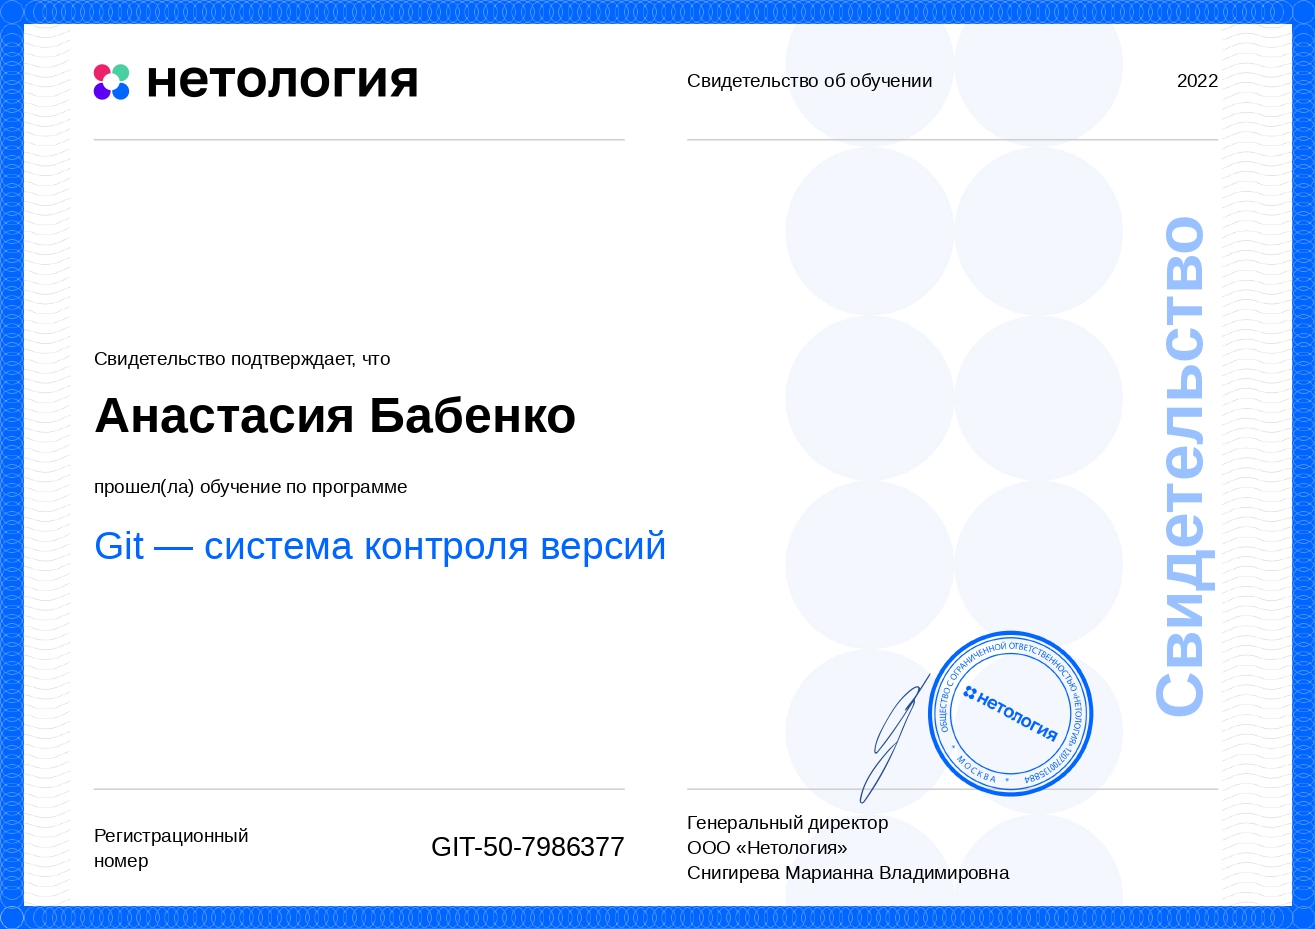 нетология
Свидетельство об обучении
2022
Свидетельство подтверждает, что
Анастасия Бабенко
прошел(ла) обучение по программе
Git — система контроля версий
Свидетельство
ОБЩЕСТВО С ОГРАНИЧЕННОЙ ОТВЕТСТВЕННОСТЬЮ «НЕТОЛОГИЯ» 1207700135884
* МОСКВА *
нетология
Регистрационный
номер
GIT-50-7986377
Генеральный директор
ООО «Нетология»
Снигирева Марианна Владимировна